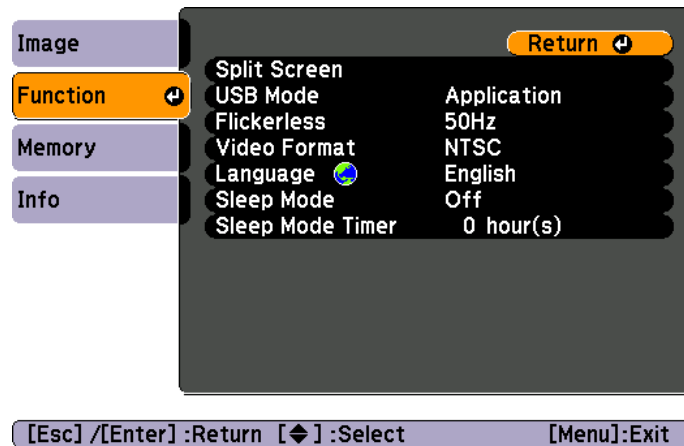 Image
Function
Memory
Info
Return
Split Screen
USB Mode Application
Flickerless 50Hz
Video Format NTSC
Language English
Sleep Mode Off
Sleep Mode Timer 0 hour(s)
[Esc] /[Enter] :Return [◆] :Select [Menu]:Exit